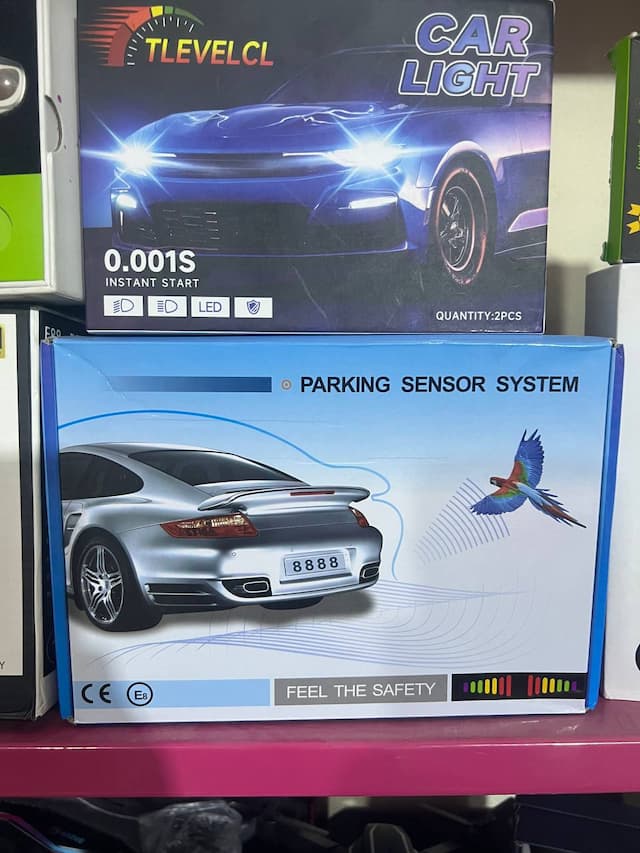 TLEVELCL
CAR
LIGHT
0.001S
INSTANT START
LED
QUANTITY:2PCS
PARKING SENSOR SYSTEM
8888
CE E8
FEEL THE SAFETY